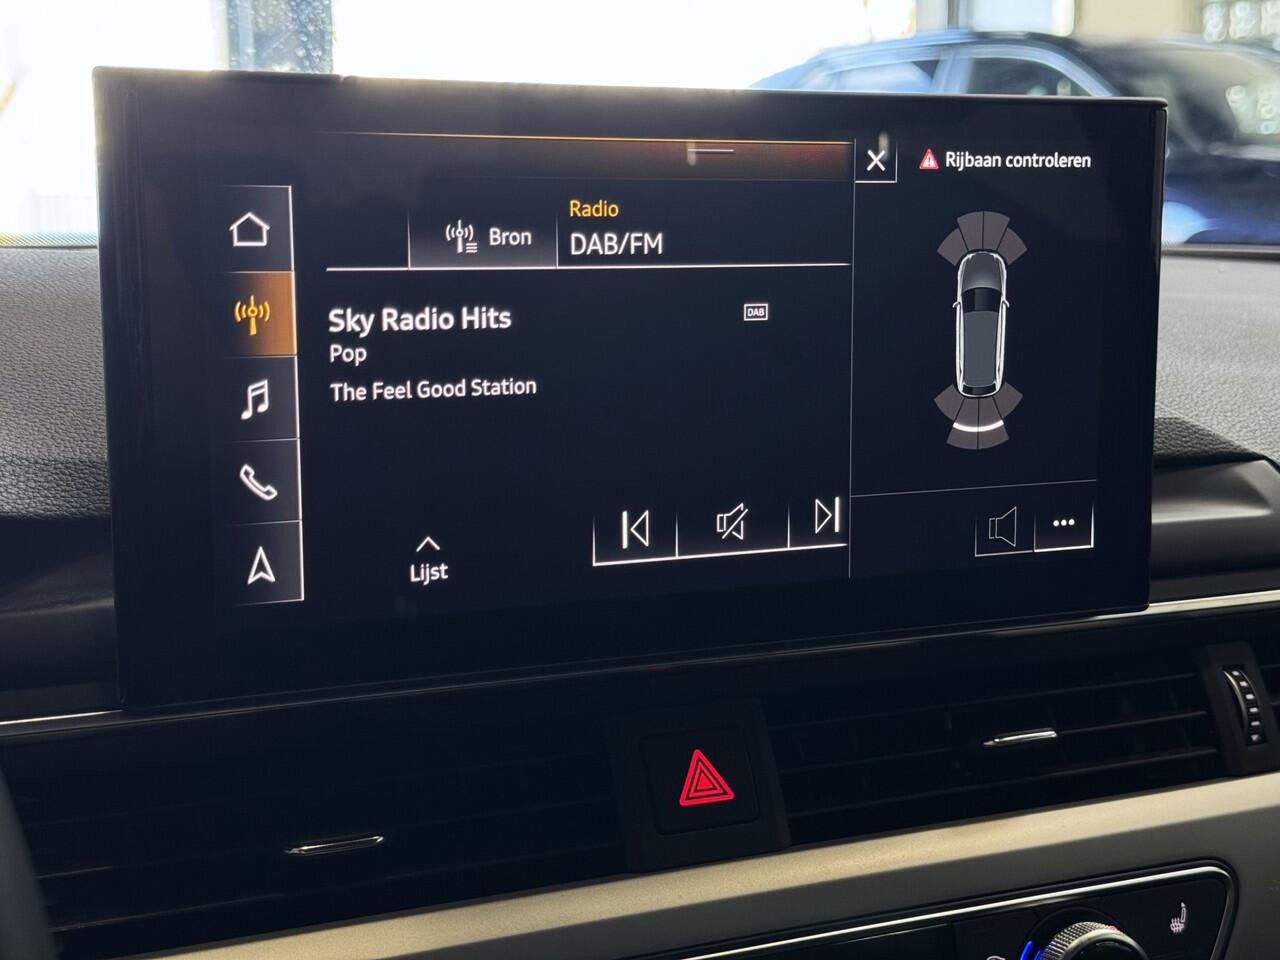 Rijbaan controleren
Radio
Bron
DAB/FM
Sky Radio Hits
DAB
Pop
The Feel Good Station
Lijst